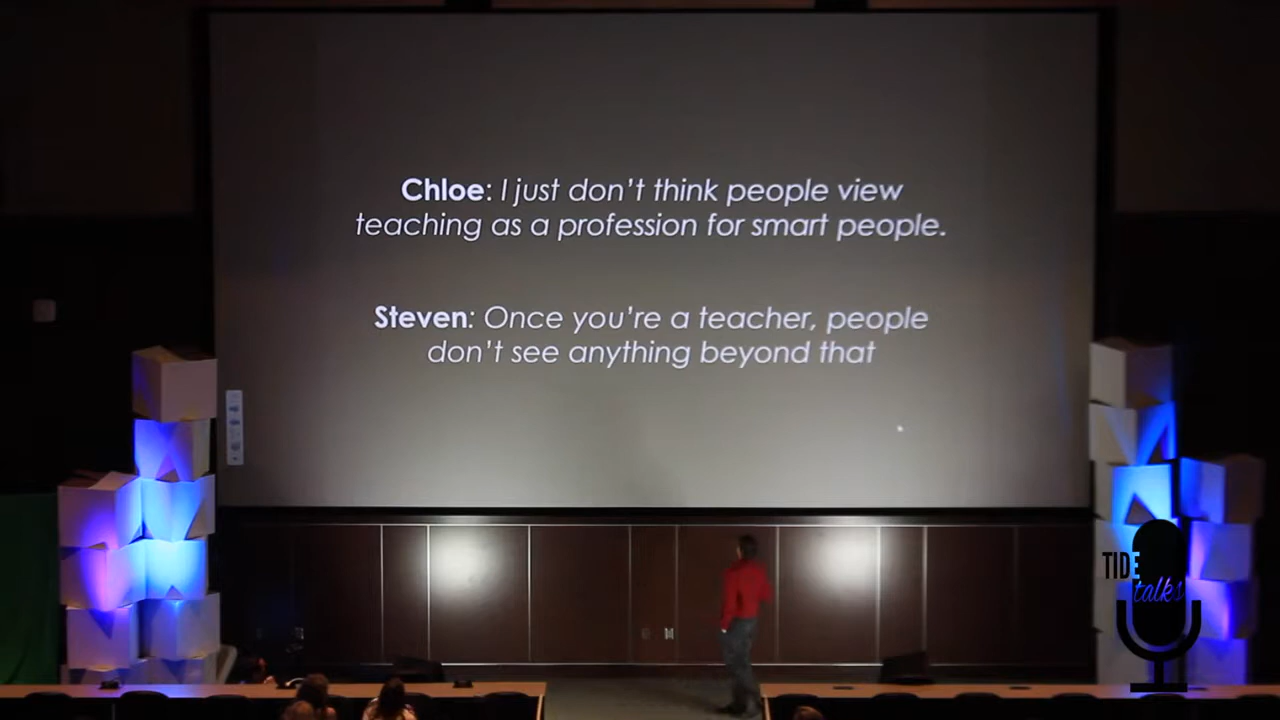 Chloe: I just don't think people view
teaching as a profession for smart people.
Steven: Once you're a teacher, people
don't see anything beyond that
TIDE
talks